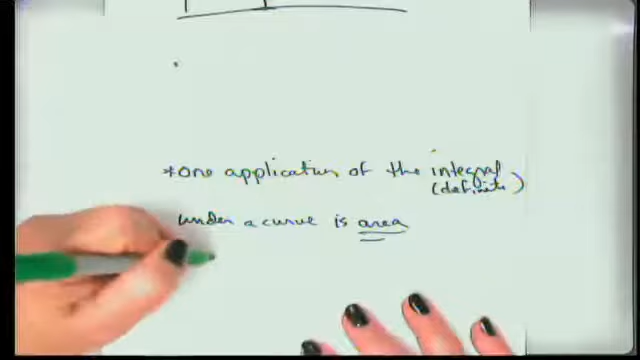 *one application of the integral
(definite)
under a curve is area